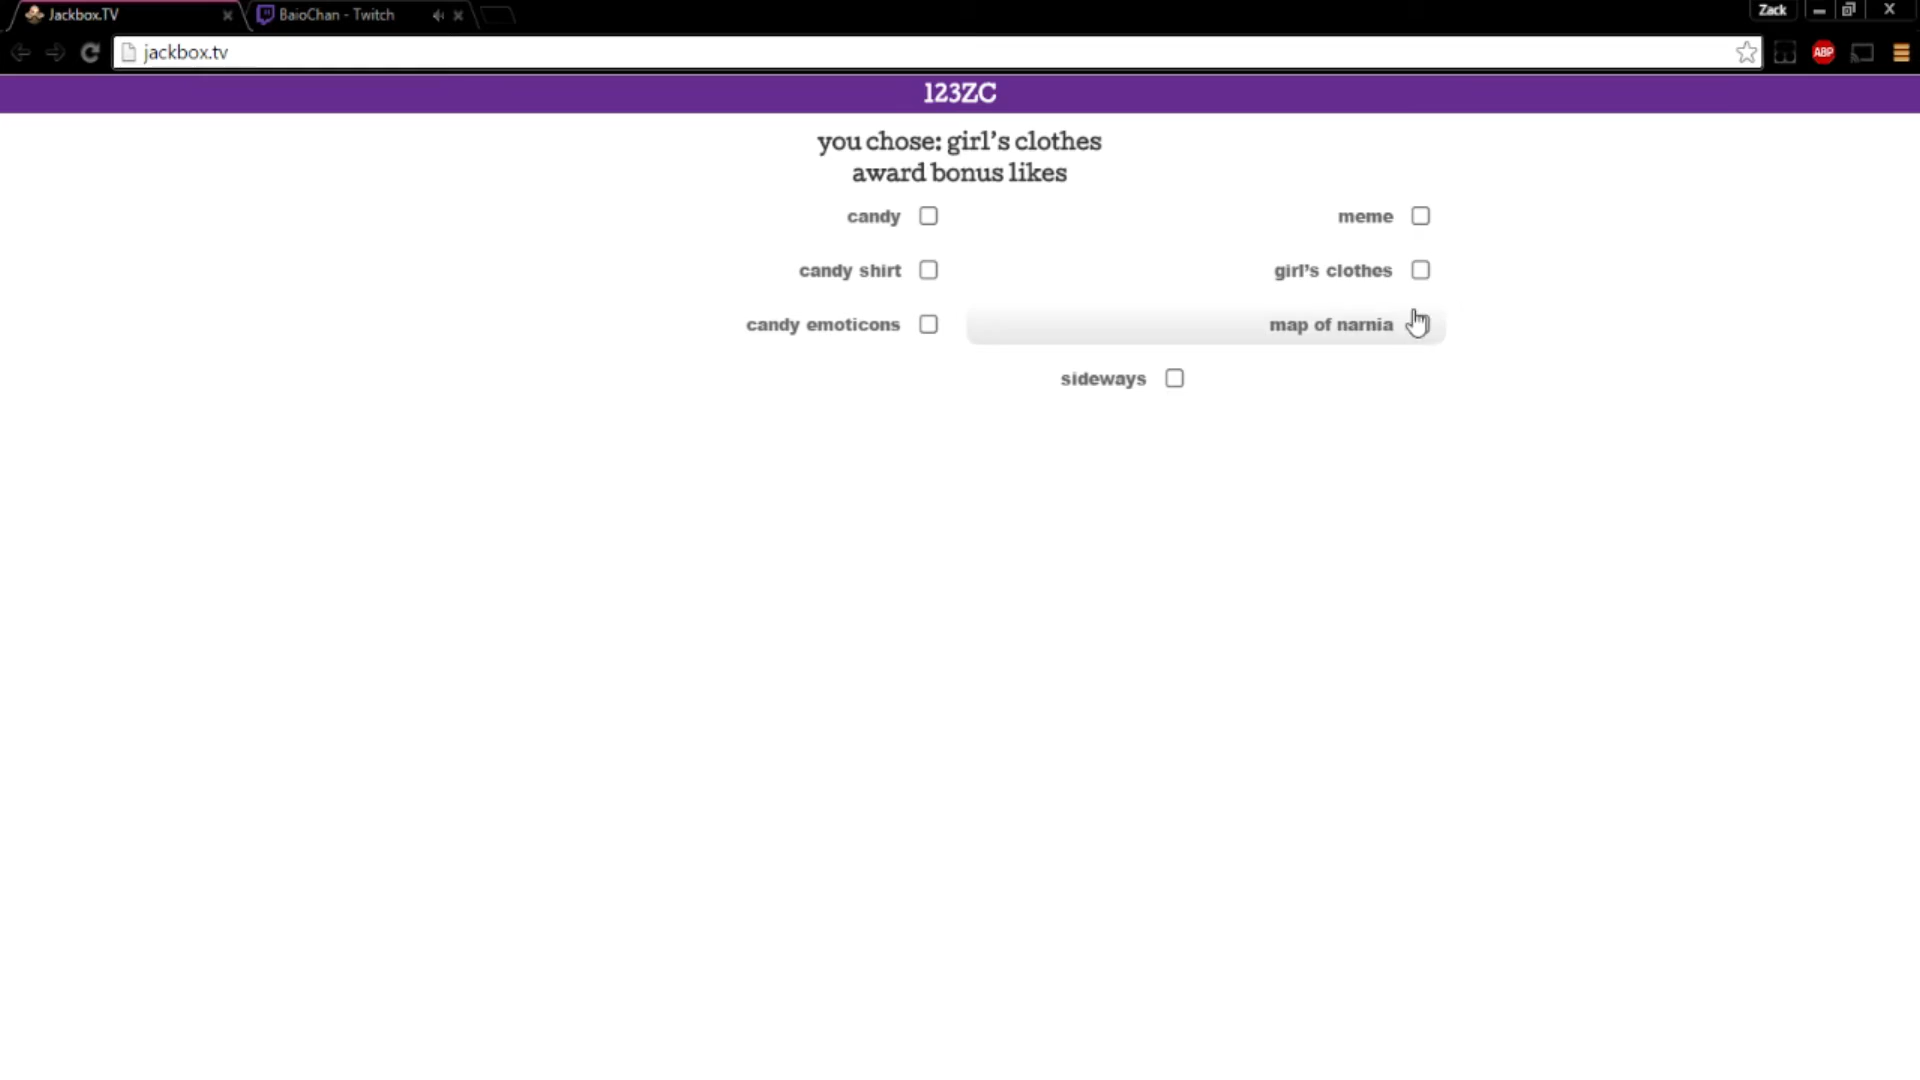 Jackbox.TV
BaioChan - Twitch
Zack
jackbox.tv
ABP
123ZC
you chose: girl's clothes
award bonus likes
candy
meme
candy shirt
girl's clothes
candy emoticons
map of narnia
sideways